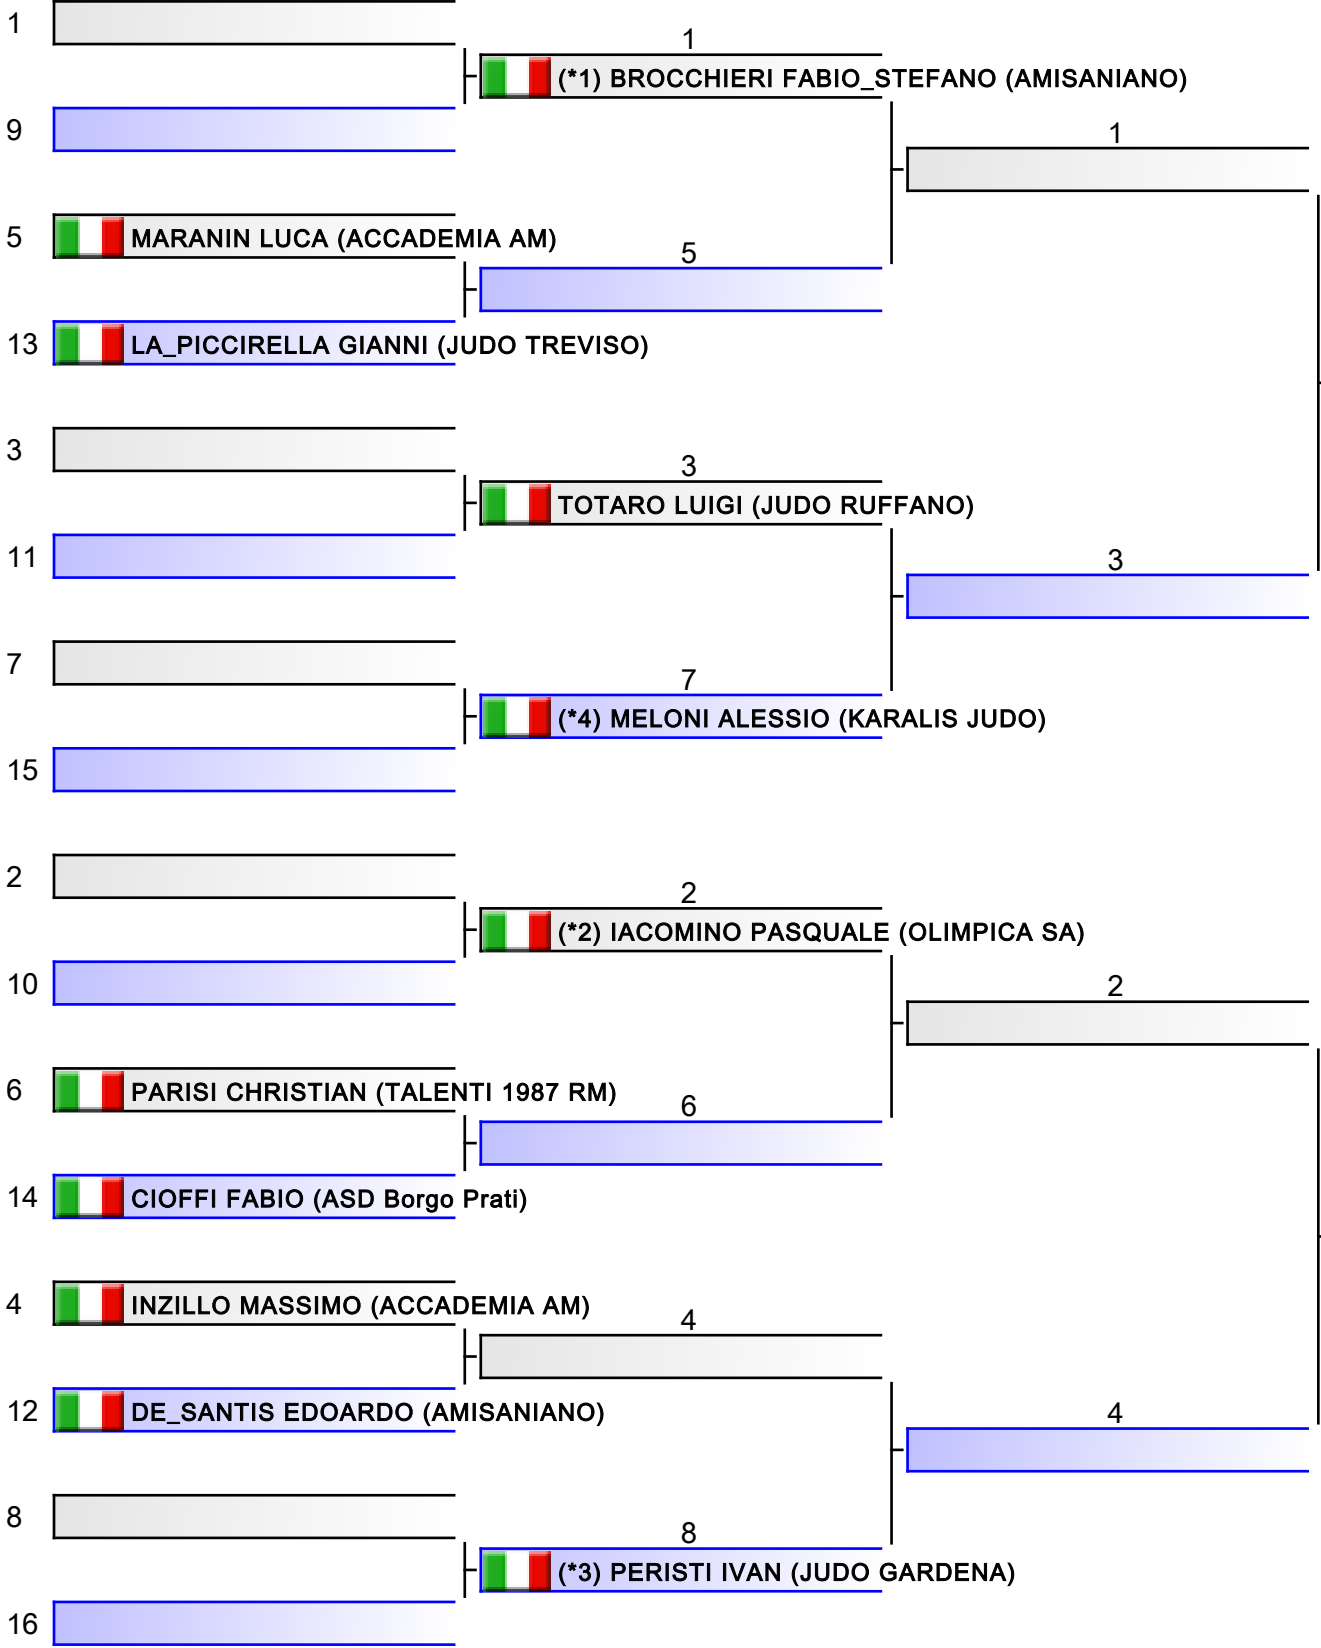 1
1
(*1) BROCCHIERI FABIO_STEFANO (AMISANIANO)
9
1
5
MARANIN LUCA (ACCADEMIA AM)
5
13
LA_PICCIRELLA GIANNI (JUDO TREVISO)
3
3
TOTARO LUIGI (JUDO RUFFANO)
11
3
7
7
(*4) MELONI ALESSIO (KARALIS JUDO)
15
2
2
(*2) IACOMINO PASQUALE (OLIMPICA SA)
10
2
6
PARISI CHRISTIAN (TALENTI 1987 RM)
6
14
CIOFFI FABIO (ASD Borgo Prati)
4
INZILLO MASSIMO (ACCADEMIA AM)
4
12
DE_SANTIS EDOARDO (AMISANIANO)
4
8
8
(*3) PERISTI IVAN (JUDO GARDENA)
16